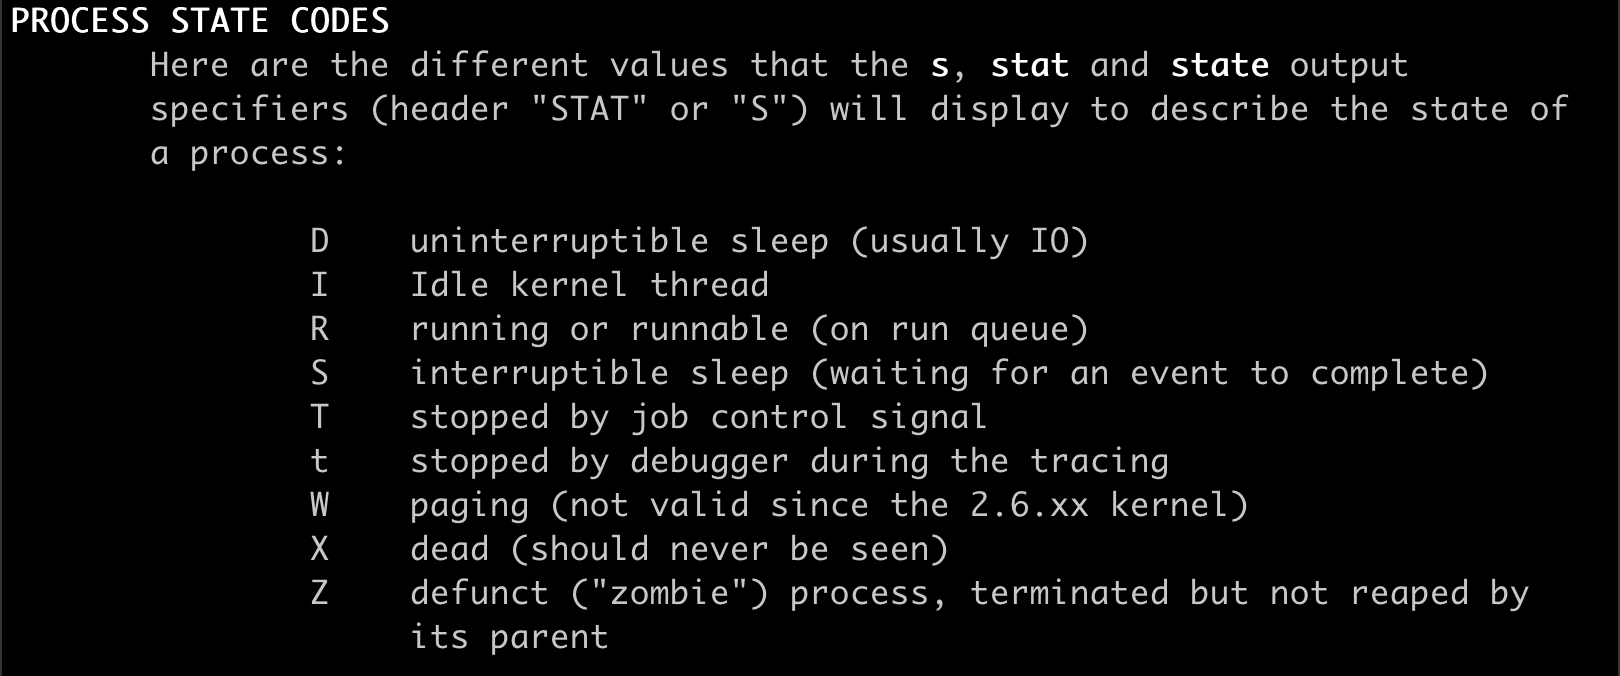 PROCESS STATE CODES
Here are the different values that the s, stat and state output
specifiers (header "STAT" or "S") will display to describe the state of
a process:
D    uninterruptible sleep (usually IO)
I    Idle kernel thread
R    running or runnable (on run queue)
S    interruptible sleep (waiting for an event to complete)
T    stopped by job control signal
t    stopped by debugger during the tracing
W    paging (not valid since the 2.6.xx kernel)
X    dead (should never be seen)
Z    defunct ("zombie") process, terminated but not reaped by
its parent